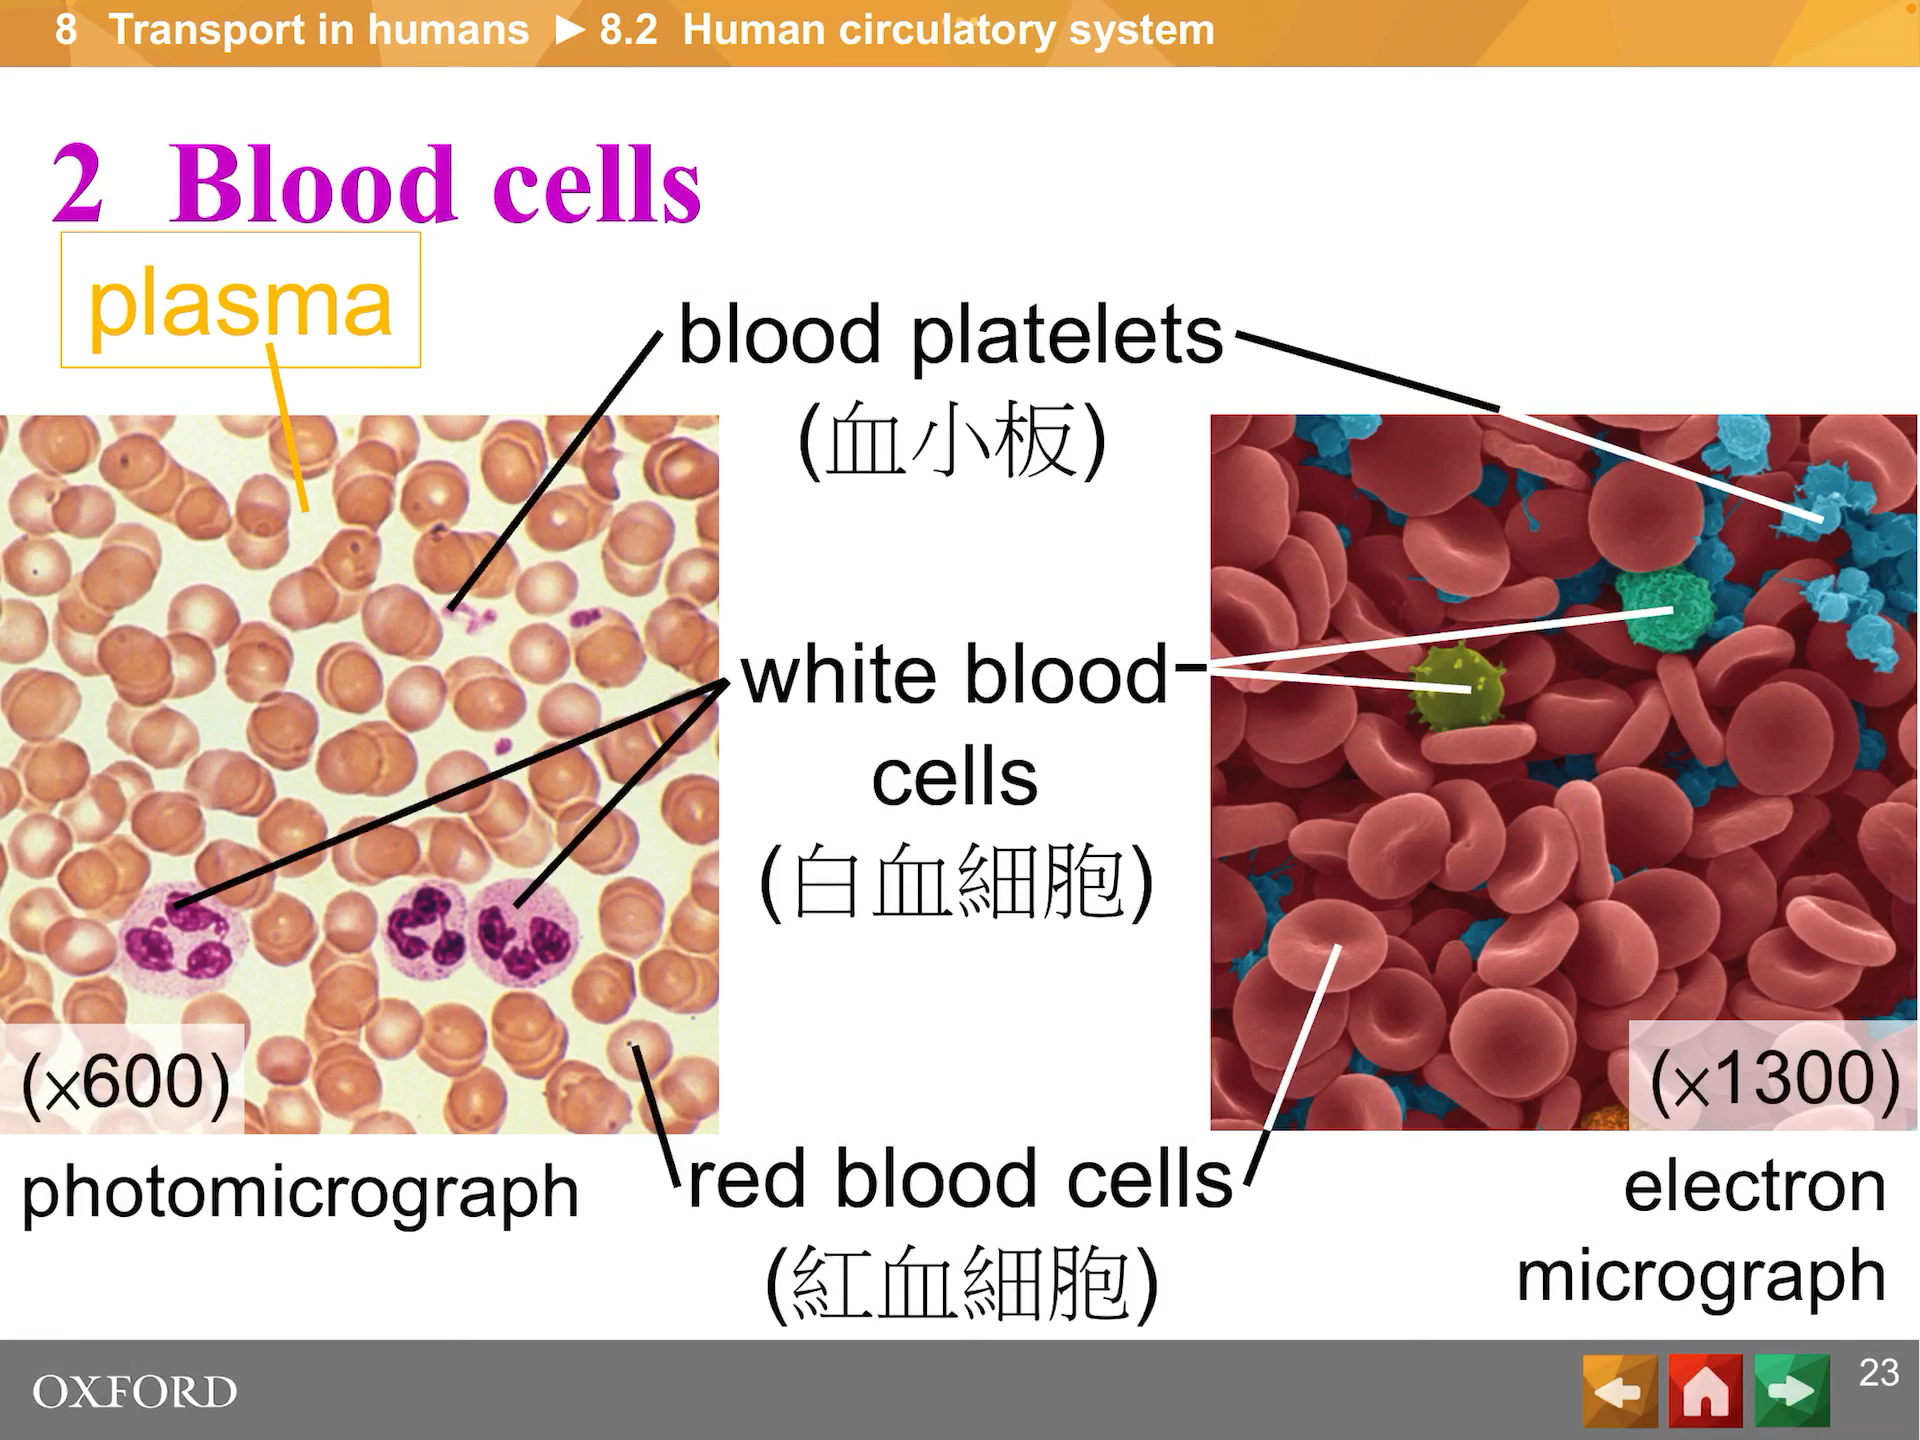 8 Transport in humans ► 8.2 Human circulatory system
2 Blood cells
plasma
blood platelets
(血小板)
white blood
cells
(白血細胞)
(×600)
(×1300)
photomicrograph
red blood cells
(紅血細胞)
electron
micrograph
OXFORD
23